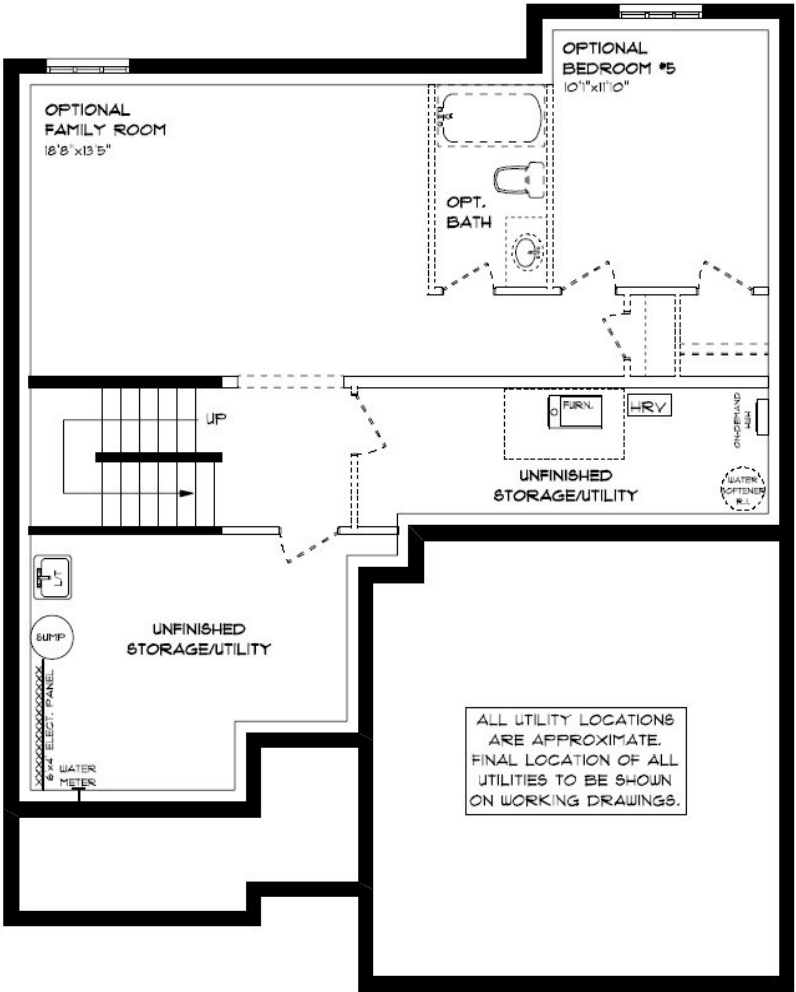 OPTIONAL
BEDROOM #5
10'1"x11'10"
OPTIONAL
FAMILY ROOM
18'8"x13'5"
OPT.
BATH
UP
FURN.
HRV
ON-DEMAND
HWH
UNFINISHED
STORAGE/UTILITY
WATER
SOFTENER
R.I.
L/T
SUMP
UNFINISHED
STORAGE/UTILITY
6'x4' ELECT. PANEL
WATER
METER
ALL UTILITY LOCATIONS
ARE APPROXIMATE.
FINAL LOCATION OF ALL
UTILITIES TO BE SHOWN
ON WORKING DRAWINGS.